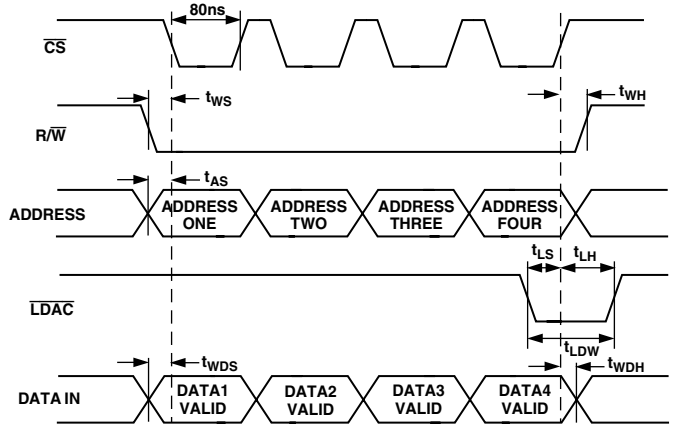 80ns
CS
tWS
tWH
R/W
tAS
ADDRESS
ADDRESS ONE
ADDRESS TWO
ADDRESS THREE
ADDRESS FOUR
tLS
tLH
LDAC
tLDW
tWDS
tWDH
DATA IN
DATA1 VALID
DATA2 VALID
DATA3 VALID
DATA4 VALID